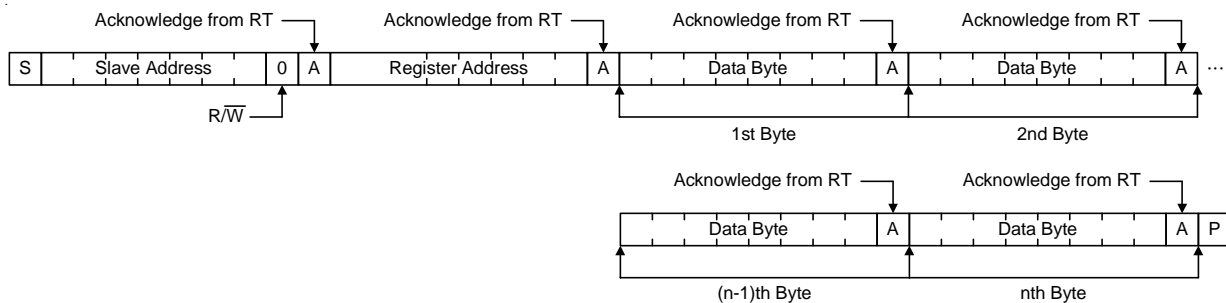 Acknowledge from RT Acknowledge from RT Acknowledge from RT Acknowledge from RT
S Slave Address 0 A Register Address A Data Byte A Data Byte A ...
R/W̅
1st Byte 2nd Byte
Acknowledge from RT Acknowledge from RT
Data Byte A Data Byte A P
(n-1)th Byte nth Byte